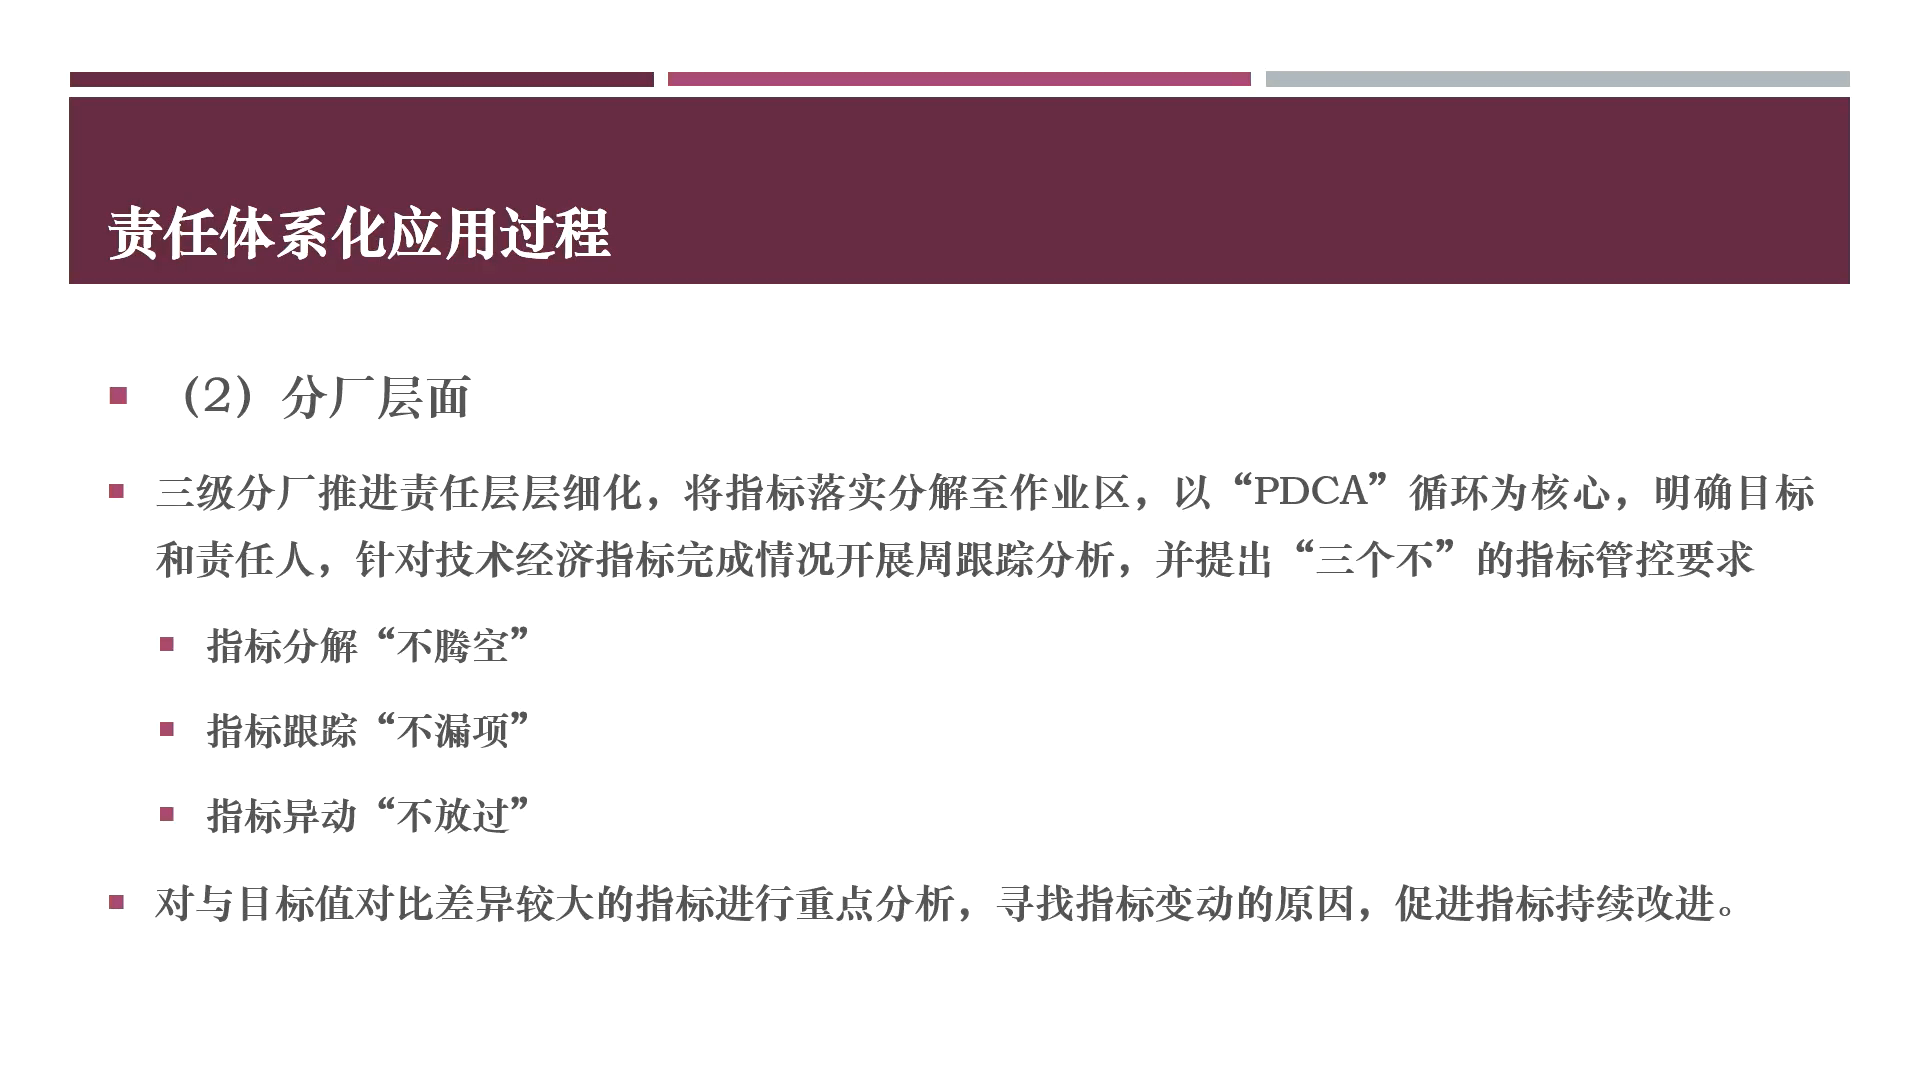 责任体系化应用过程
（2）分厂层面
三级分厂推进责任层层细化，将指标落实分解至作业区，以“PDCA”循环为核心，明确目标
和责任人，针对技术经济指标完成情况开展周跟踪分析，并提出“三个不”的指标管控要求
指标分解“不腾空”
指标跟踪“不漏项”
指标异动“不放过”
对与目标值对比差异较大的指标进行重点分析，寻找指标变动的原因，促进指标持续改进。